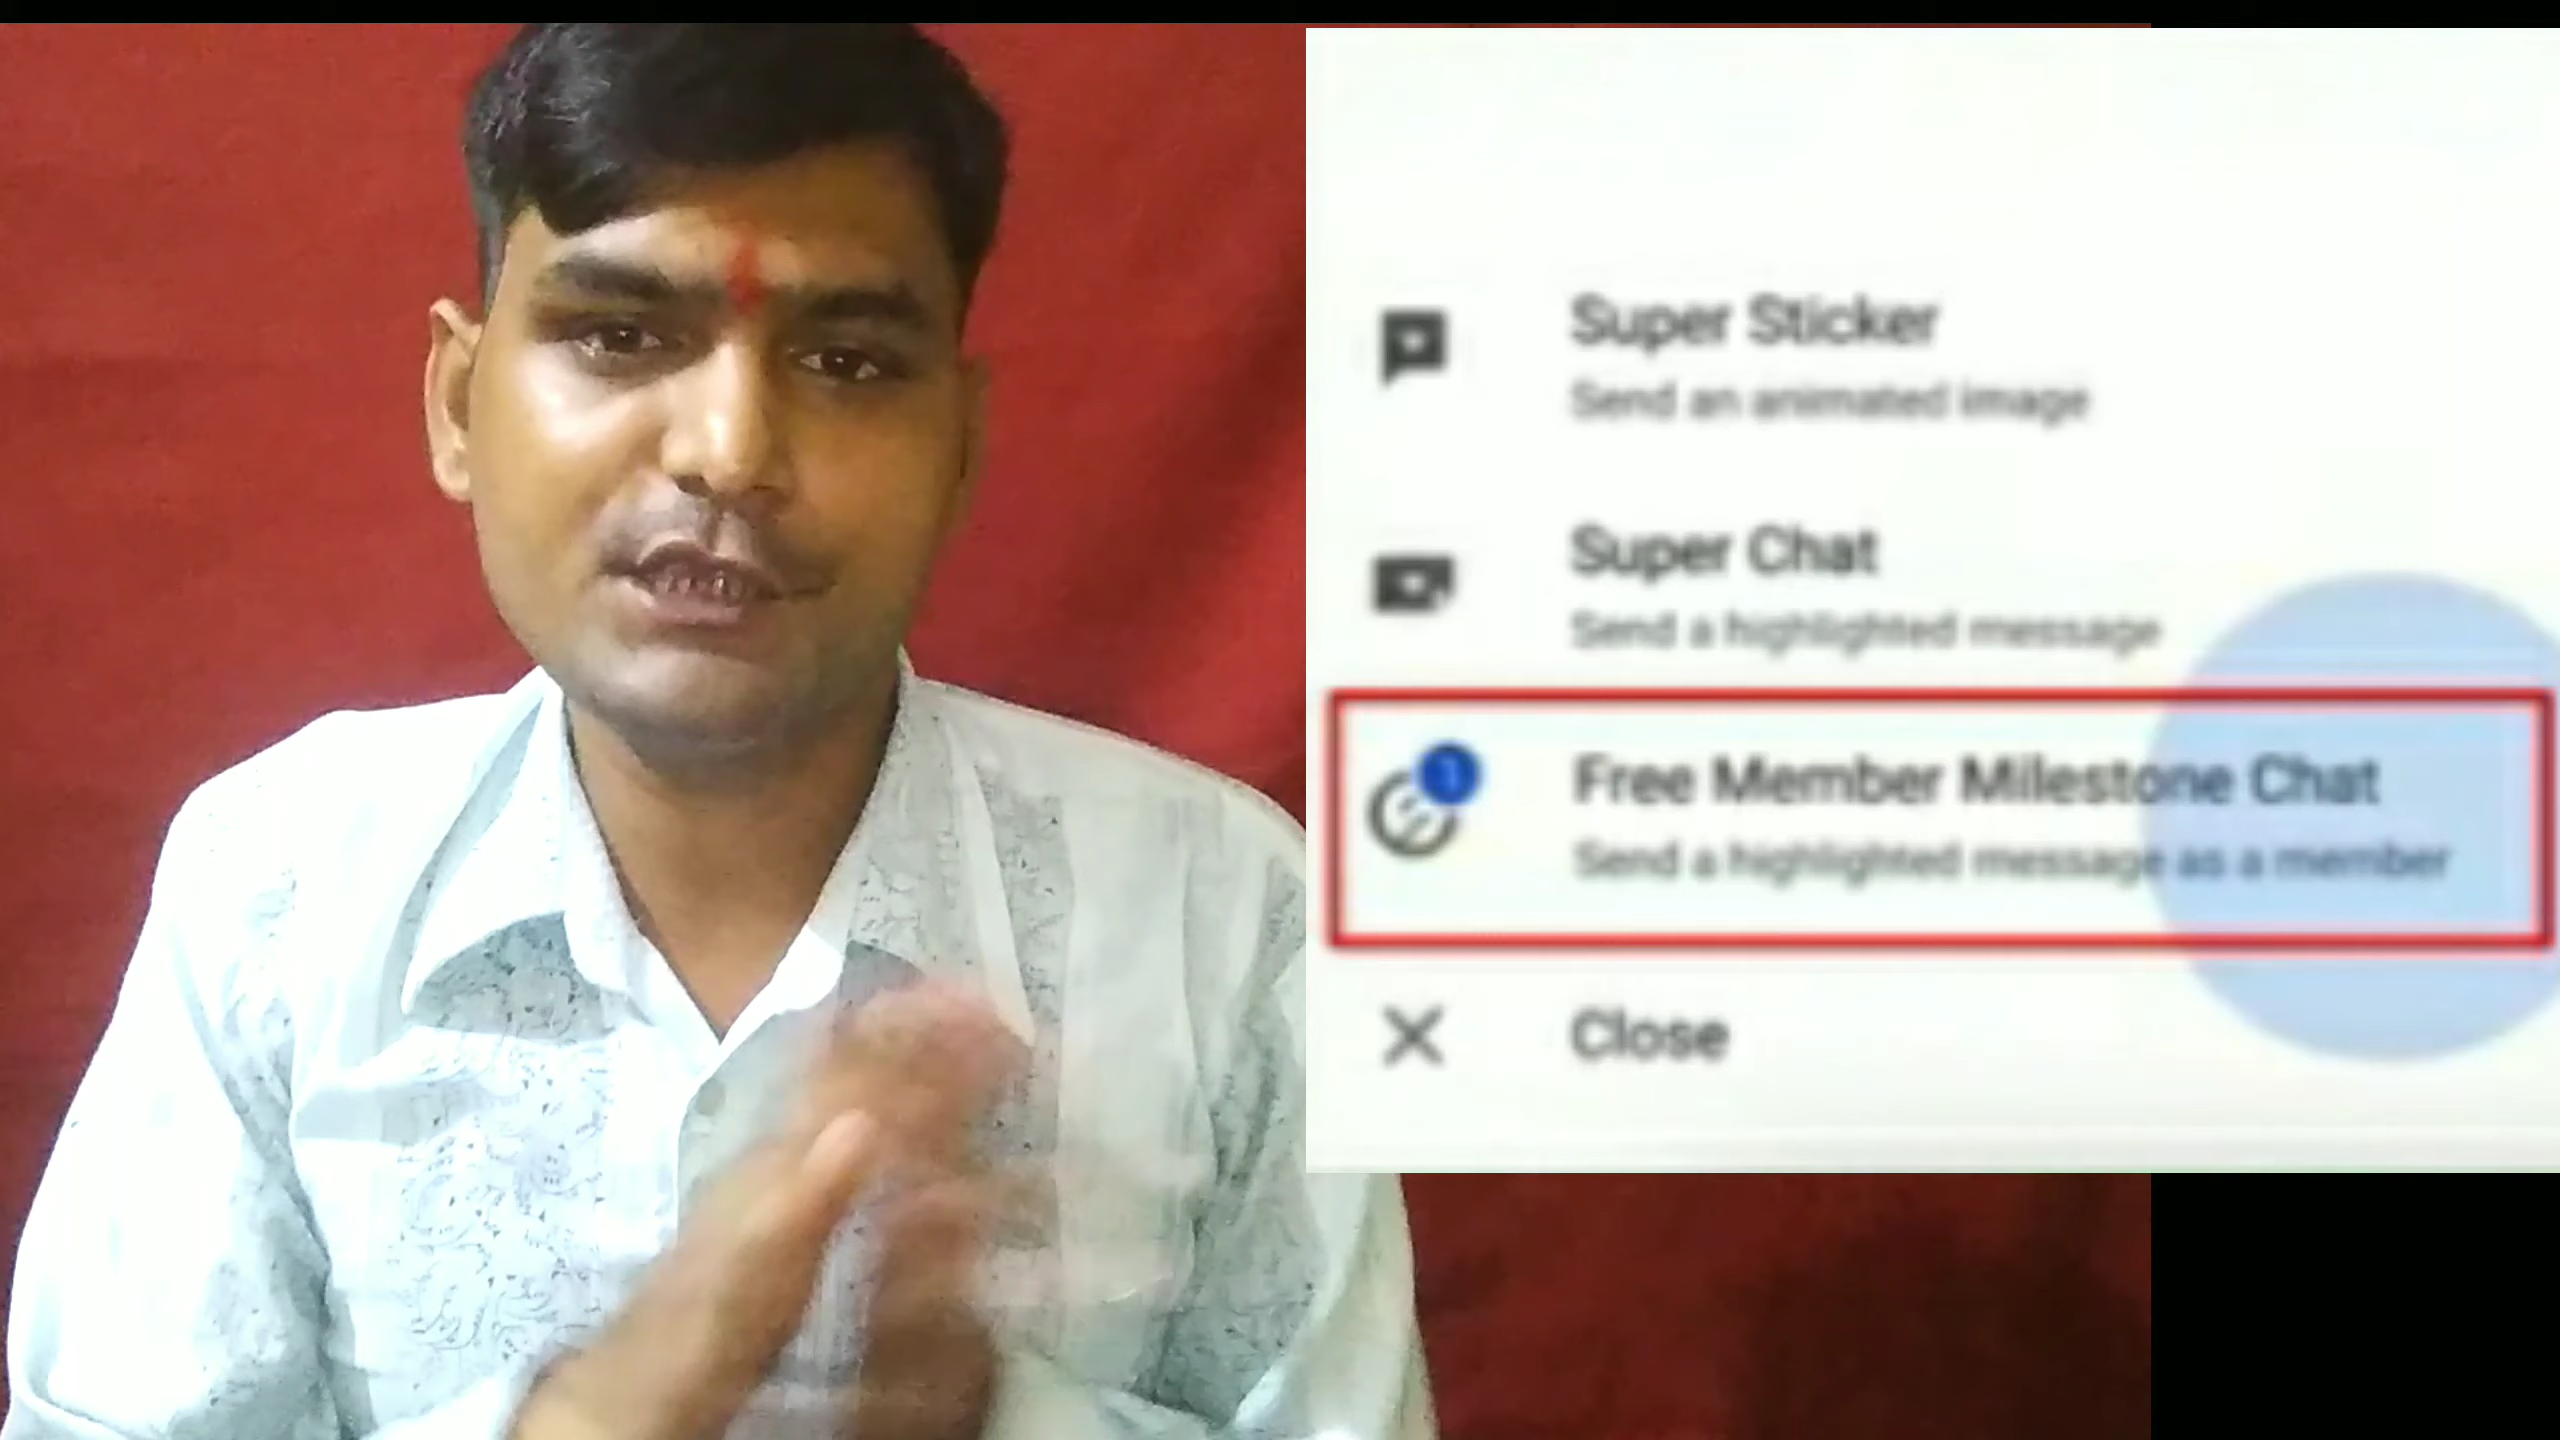 Super Sticker
Send an animated image
Super Chat
Send a highlighted message
Free Member Milestone Chat
Send a highlighted message as a member
Close